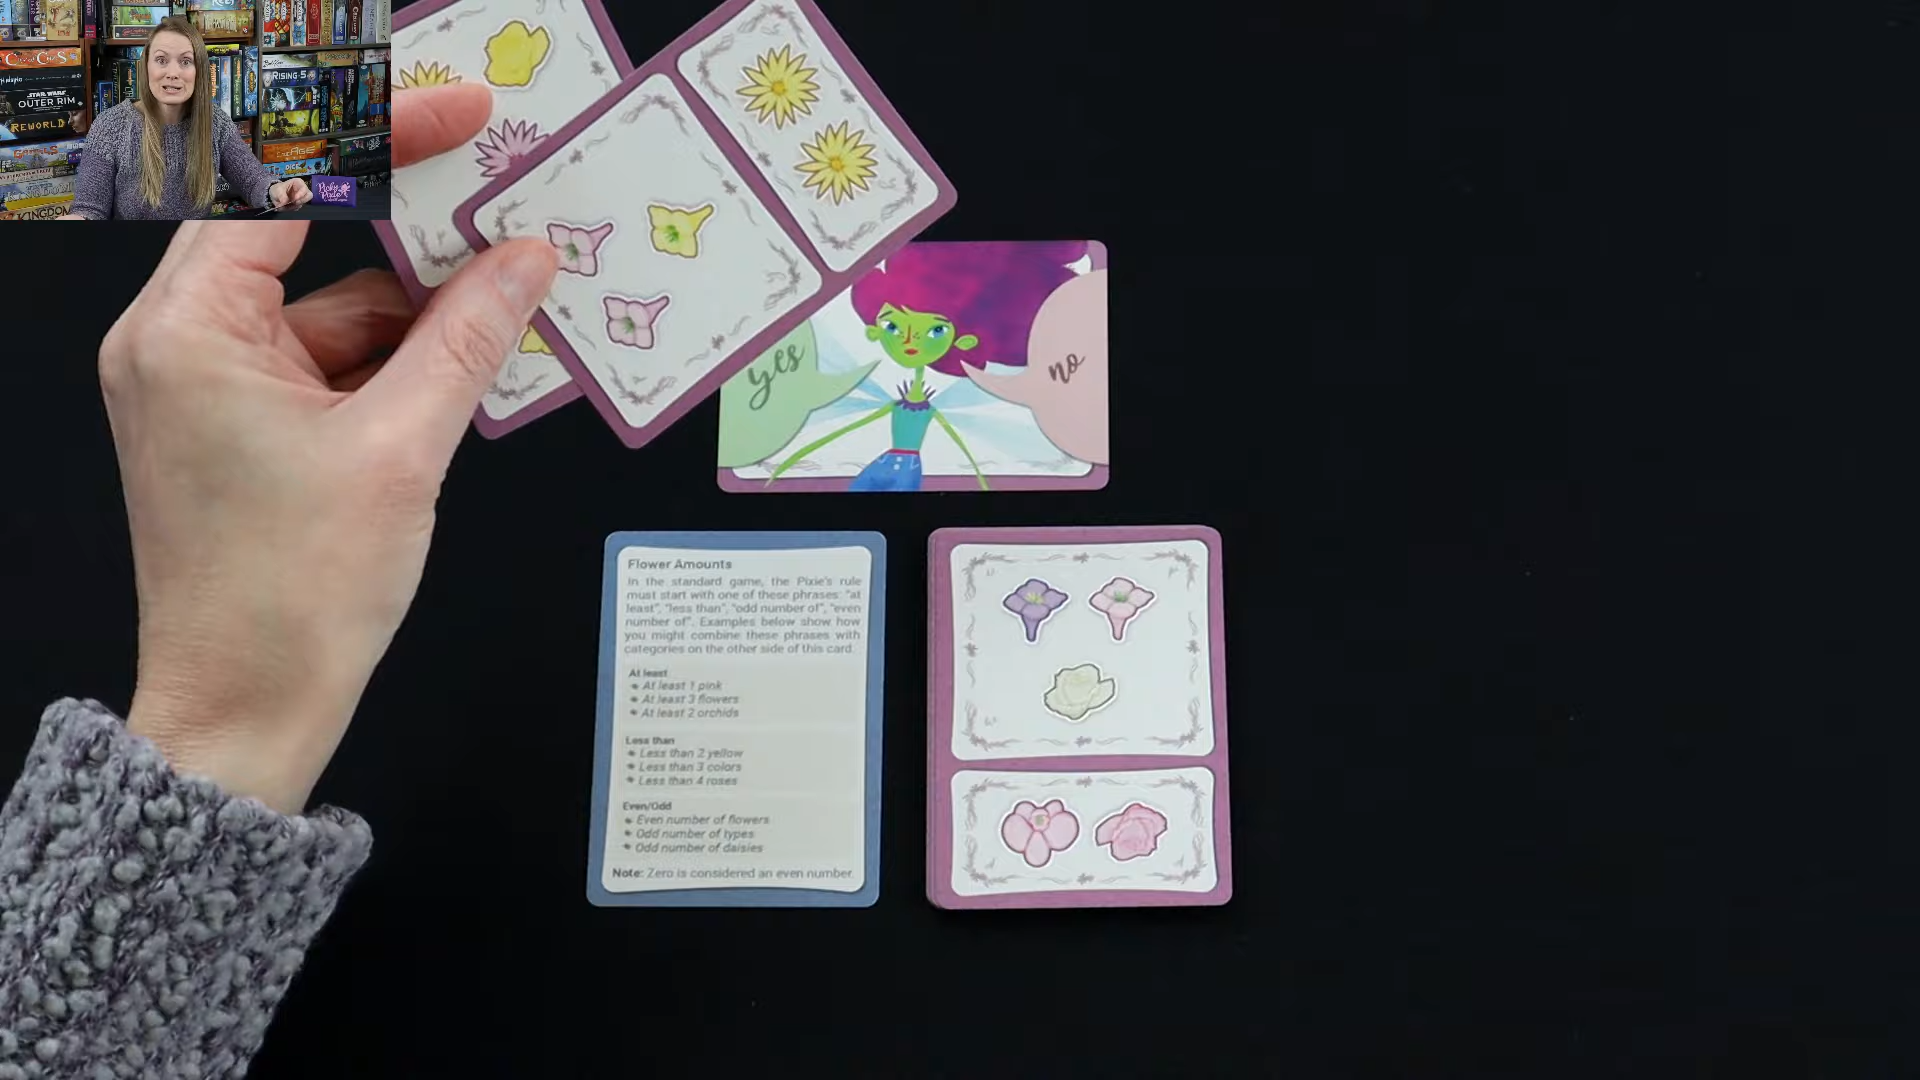 RISING·5
STAR WARS
OUTER RIM
REWORLD
DICE
KINGDOM
Picky
Pixie
yes
no
Flower Amounts
In the standard game, the Pixie's rule
must start with one of these phrases: "at
least", "less than", "odd number of", "even
number of". Examples below show how
you might combine these phrases with
categories on the other side of this card.
At least
At least 1 pink
At least 3 flowers
At least 2 orchids
Less than
Less than 2 yellow
Less than 3 colors
Less than 4 roses
Even/Odd
Even number of flowers
Odd number of types
Odd number of daisies
Note: Zero is considered an even number.